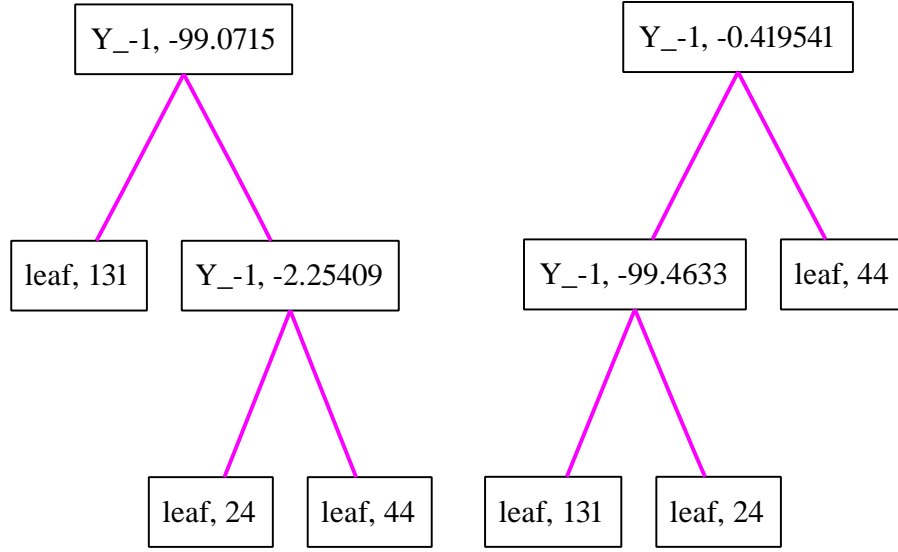 Y_-1, -99.0715
Y_-1, -0.419541
leaf, 131
Y_-1, -2.25409
Y_-1, -99.4633
leaf, 44
leaf, 24
leaf, 44
leaf, 131
leaf, 24